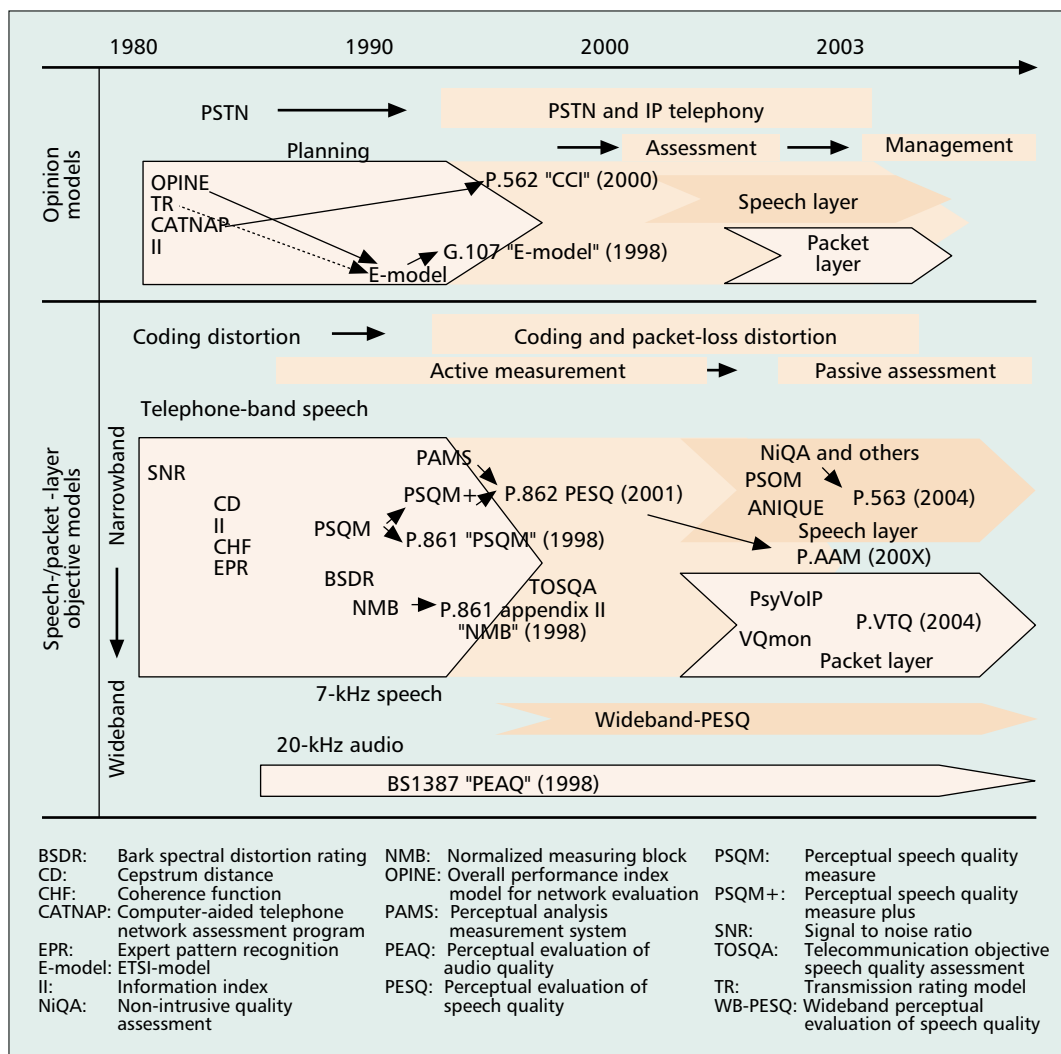 1980 1990 2000 2003
Opinion models
PSTN
PSTN and IP telephony
Planning
Assessment
Management
OPINE
TR
CATNAP
II
P.562 "CCI" (2000)
E-model
G.107 "E-model" (1998)
Speech layer
Packet
layer
Speech-/packet -layer
objective models
Narrowband
Wideband
Coding distortion
Coding and packet-loss distortion
Active measurement
Passive assessment
Telephone-band speech
SNR
CD
II
CHF
EPR
PSQM
BSDR
NMB
PAMS
PSQM+
P.862 PESQ (2001)
P.861 "PSQM" (1998)
TOSQA
P.861 appendix II
"NMB" (1998)
NiQA and others
PSOM
ANIQUE
P.563 (2004)
Speech layer
P.AAM (200X)
PsyVoIP
VQmon
P.VTQ (2004)
Packet layer
7-kHz speech
Wideband-PESQ
20-kHz audio
BS1387 "PEAQ" (1998)
BSDR: Bark spectral distortion rating
CD: Cepstrum distance
CHF: Coherence function
CATNAP: Computer-aided telephone
network assessment program
EPR: Expert pattern recognition
E-model: ETSI-model
II: Information index
NiQA: Non-intrusive quality
assessment
NMB: Normalized measuring block
OPINE: Overall performance index
model for network evaluation
PAMS: Perceptual analysis
measurement system
PEAQ: Perceptual evaluation of
audio quality
PESQ: Perceptual evaluation of
speech quality
PSQM: Perceptual speech quality
measure
PSQM+: Perceptual speech quality
measure plus
SNR: Signal to noise ratio
TOSQA: Telecommunication objective
speech quality assessment
TR: Transmission rating model
WB-PESQ: Wideband perceptual
evaluation of speech quality